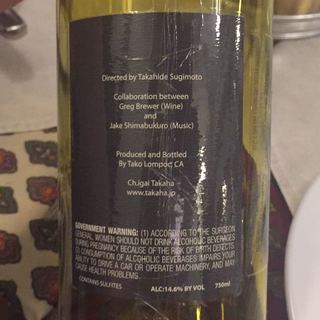 Directed by Takahide Sugimoto
Collaboration between
Greg Brewer (Wine)
and
Jake Shimabukuro (Music)
Produced and Bottled
By Tako Lompoc, CA
Ch.igai Takaha
www.takaha.jp
GOVERNMENT WARNING: (1) ACCORDING TO THE SURGEON
GENERAL, WOMEN SHOULD NOT DRINK ALCOHOLIC BEVERAGES
DURING PREGNANCY BECAUSE OF THE RISK OF BIRTH DEFECTS.
(2) CONSUMPTION OF ALCOHOLIC BEVERAGES IMPAIRS YOUR
ABILITY TO DRIVE A CAR OR OPERATE MACHINERY, AND MAY
CAUSE HEALTH PROBLEMS.
CONTAINS SULFITES
ALC:14.6% BY VOL 750ml